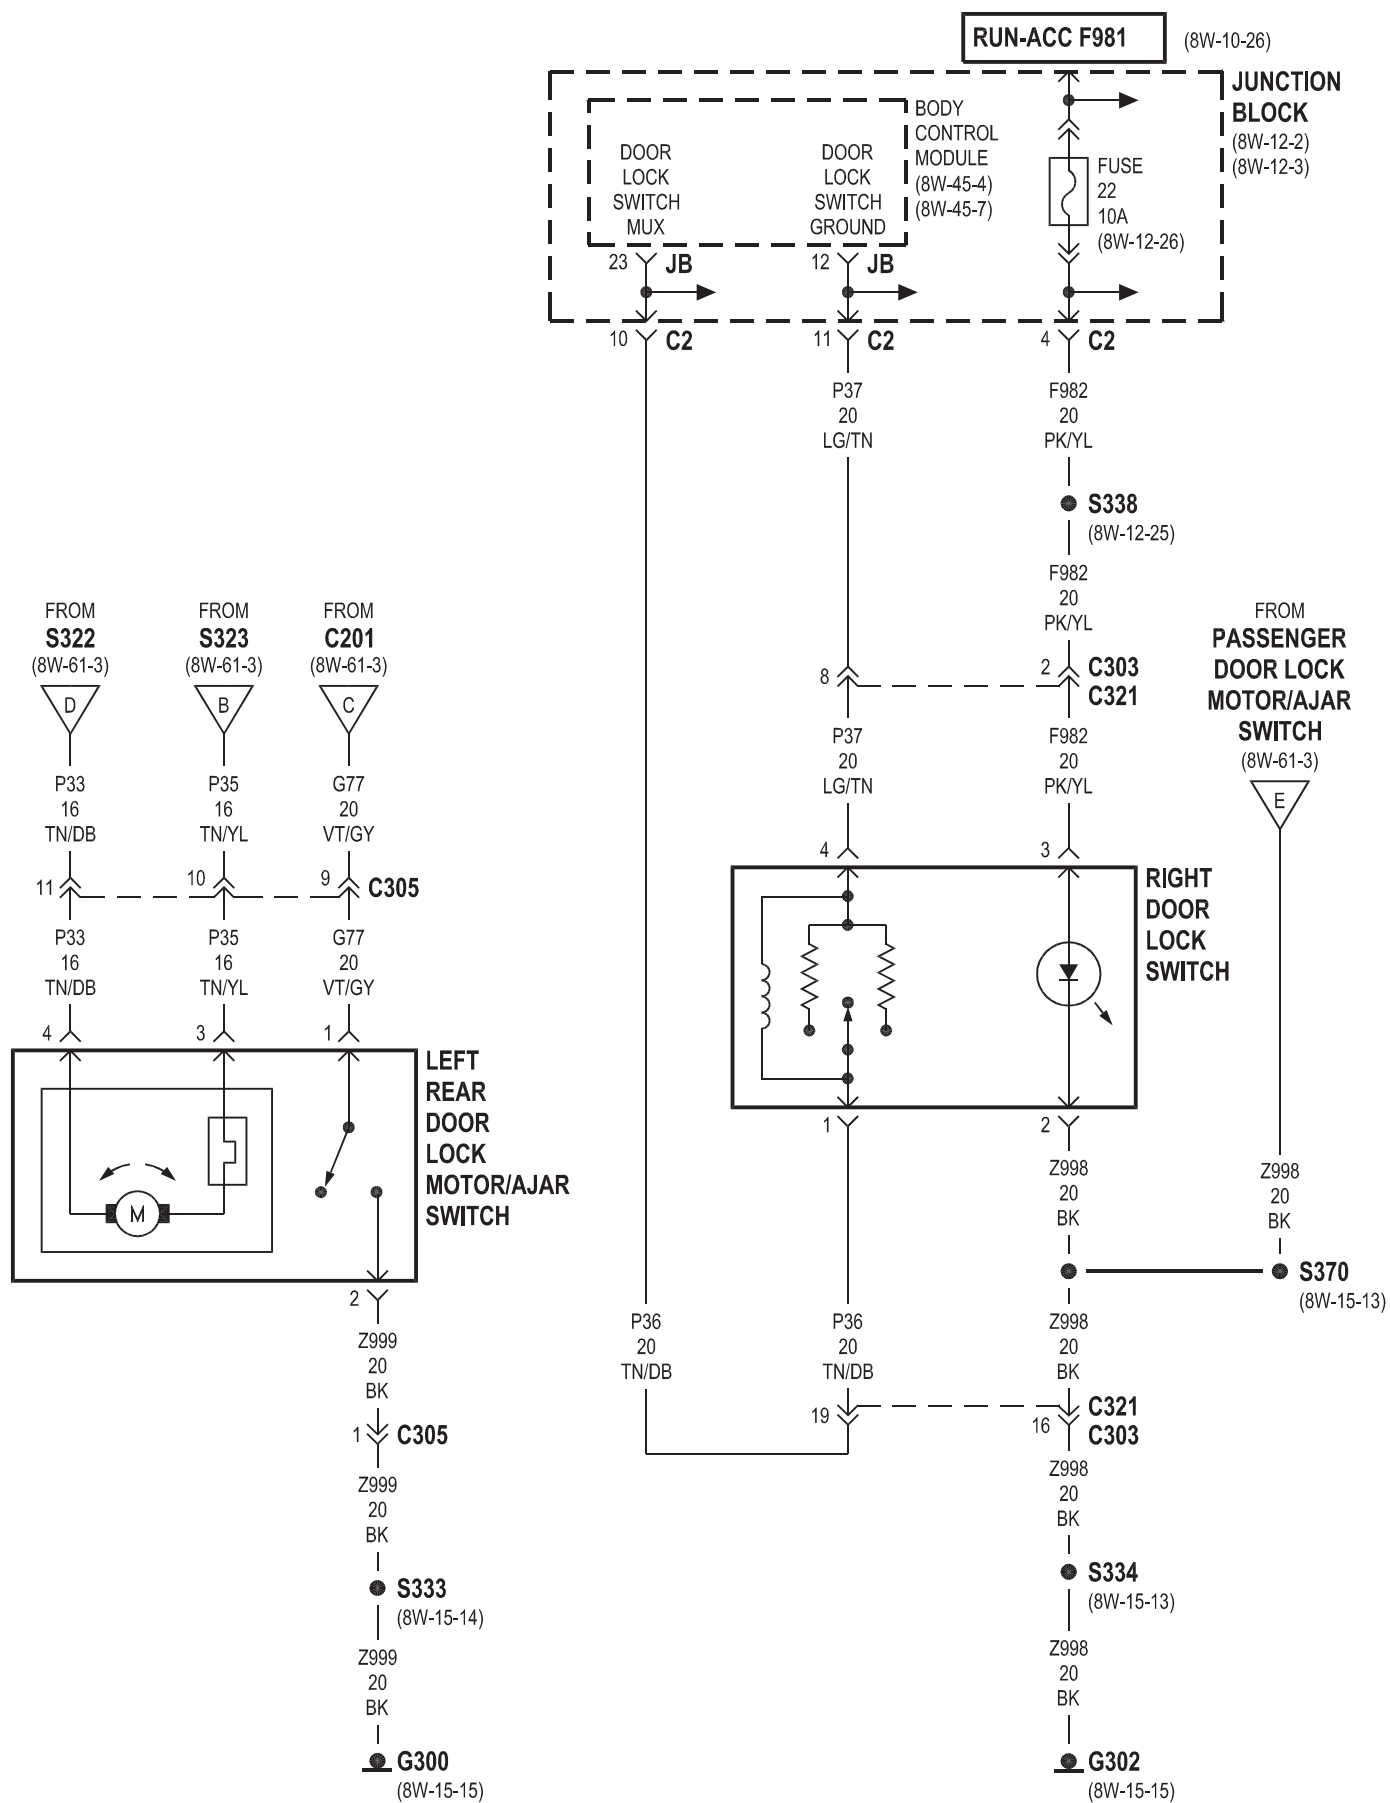 RUN-ACC F981
(8W-10-26)
JUNCTION
BLOCK
(8W-12-2)
(8W-12-3)
BODY
CONTROL
MODULE
(8W-45-4)
(8W-45-7)
DOOR
LOCK
SWITCH
MUX
DOOR
LOCK
SWITCH
GROUND
FUSE
22
10A
(8W-12-26)
23
JB
12
JB
10
C2
11
C2
4
C2
P37
20
LG/TN
F982
20
PK/YL
S338
(8W-12-25)
F982
20
PK/YL
8
2
C303
C321
P37
20
LG/TN
F982
20
PK/YL
4
3
RIGHT
DOOR
LOCK
SWITCH
1
2
Z998
20
BK
FROM
PASSENGER
DOOR LOCK
MOTOR/AJAR
SWITCH
(8W-61-3)
E
Z998
20
BK
S370
(8W-15-13)
P36
20
TN/DB
P36
20
TN/DB
Z998
20
BK
19
16
C321
C303
Z998
20
BK
S334
(8W-15-13)
Z998
20
BK
G302
(8W-15-15)
FROM
S322
(8W-61-3)
D
FROM
S323
(8W-61-3)
B
FROM
C201
(8W-61-3)
C
P33
16
TN/DB
P35
16
TN/YL
G77
20
VT/GY
11
10
9
C305
P33
16
TN/DB
P35
16
TN/YL
G77
20
VT/GY
4
3
1
M
LEFT
REAR
DOOR
LOCK
MOTOR/AJAR
SWITCH
2
Z999
20
BK
1
C305
Z999
20
BK
S333
(8W-15-14)
Z999
20
BK
G300
(8W-15-15)